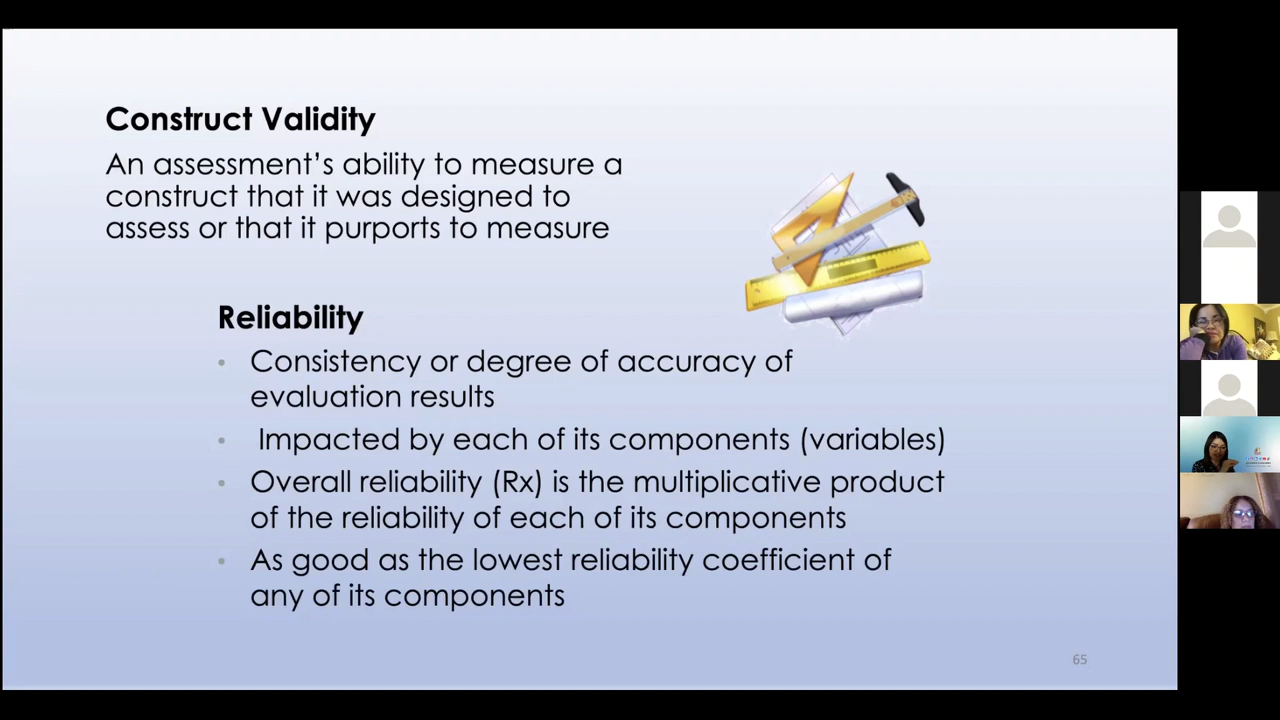 Construct Validity
An assessment's ability to measure a
construct that it was designed to
assess or that it purports to measure
Reliability
• Consistency or degree of accuracy of
evaluation results
• Impacted by each of its components (variables)
• Overall reliability (Rx) is the multiplicative product
of the reliability of each of its components
• As good as the lowest reliability coefficient of
any of its components
65